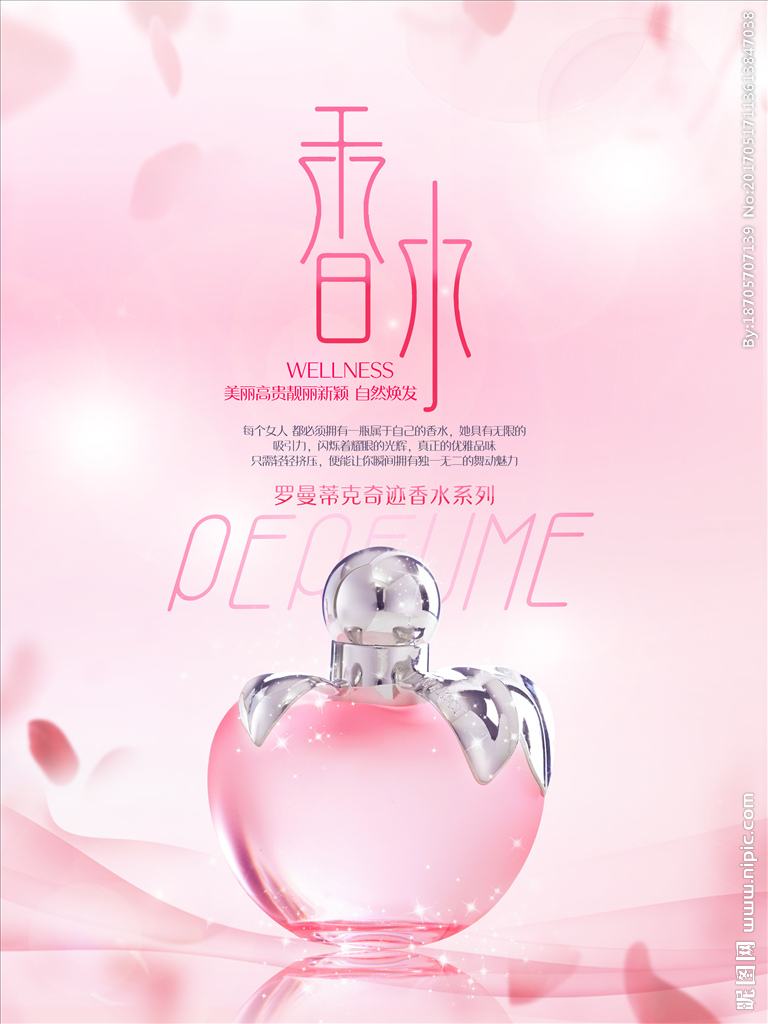 香水
WELLNESS
美丽高贵靓丽新颖 自然焕发
每个女人 都必须拥有一瓶属于自己的香水，她具有无限的
吸引力，闪烁着耀眼的光辉，真正的优雅品味
只需轻轻挤压，便能让你瞬间拥有独一无二的舞动魅力
罗曼蒂克奇迹香水系列
PERFUME
By:18705707139 No:20170517113613847038
昵图网 www.nipic.com